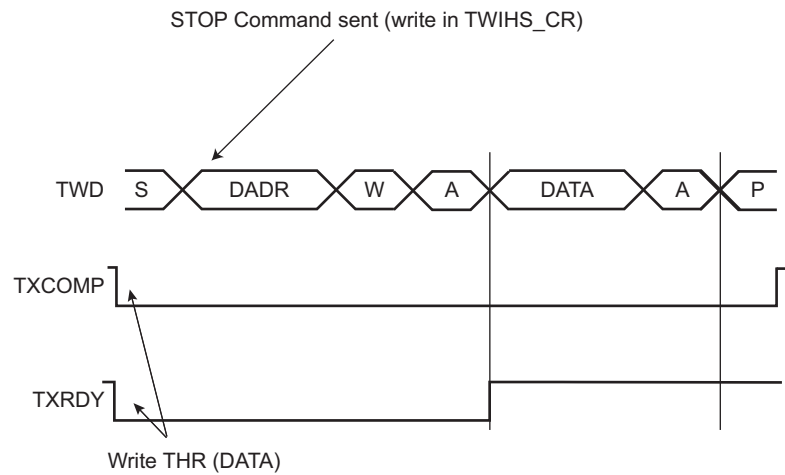 STOP Command sent (write in TWIHS_CR)
TWD S DADR W A DATA A P
TXCOMP
TXRDY
Write THR (DATA)